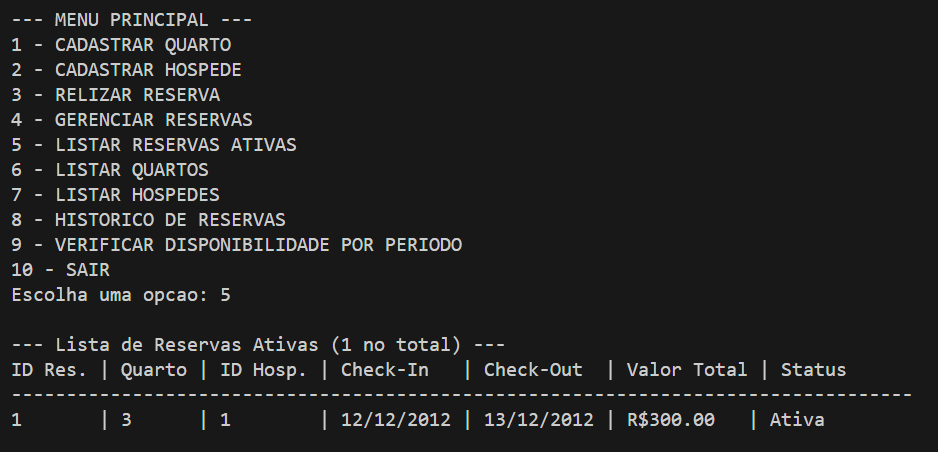 --- MENU PRINCIPAL ---
1 - CADASTRAR QUARTO
2 - CADASTRAR HOSPEDE
3 - RELIZAR RESERVA
4 - GERENCIAR RESERVAS
5 - LISTAR RESERVAS ATIVAS
6 - LISTAR QUARTOS
7 - LISTAR HOSPEDES
8 - HISTORICO DE RESERVAS
9 - VERIFICAR DISPONIBILIDADE POR PERIODO
10 - SAIR
Escolha uma opcao: 5

--- Lista de Reservas Ativas (1 no total) ---
ID Res. | Quarto | ID Hosp. | Check-In   | Check-Out  | Valor Total | Status
----------------------------------------------------------------------------------
1       | 3      | 1        | 12/12/2012 | 13/12/2012 | R$300.00   | Ativa